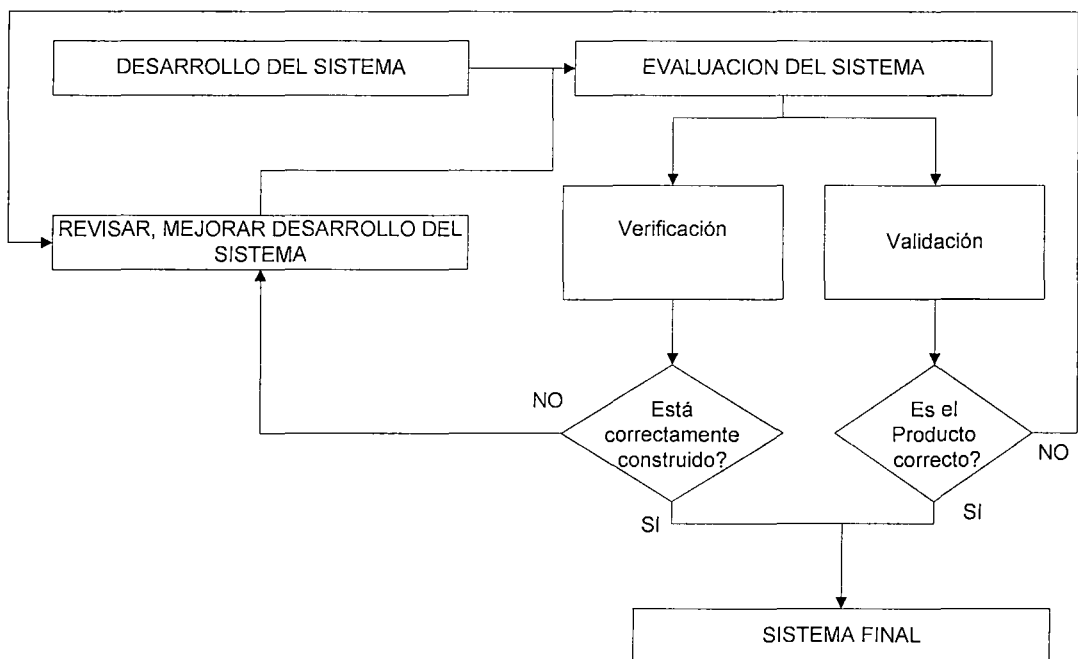 DESARROLLO DEL SISTEMA
EVALUACION DEL SISTEMA
REVISAR, MEJORAR DESARROLLO DEL
SISTEMA
Verificación
Validación
NO
Está
correctamente
construido?
Es el
Producto
correcto?
NO
SI
SI
SISTEMA FINAL